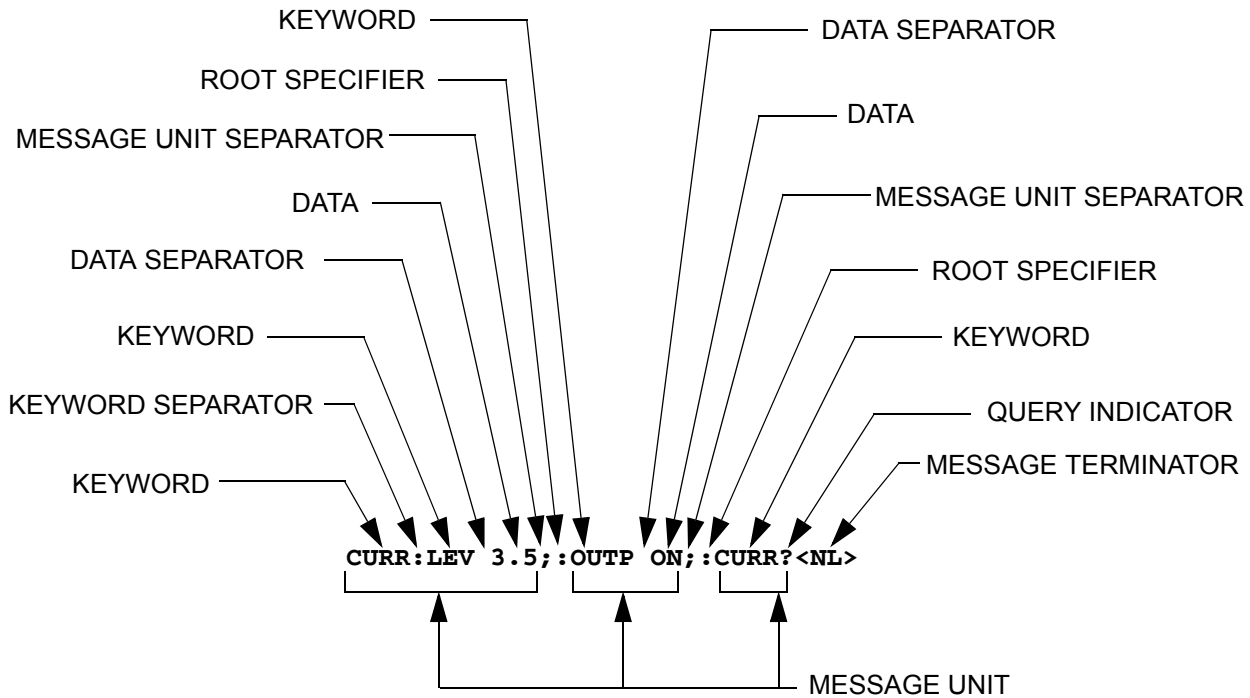 KEYWORD
DATA SEPARATOR
ROOT SPECIFIER
DATA
MESSAGE UNIT SEPARATOR
MESSAGE UNIT SEPARATOR
DATA
DATA SEPARATOR
ROOT SPECIFIER
KEYWORD
KEYWORD
KEYWORD SEPARATOR
QUERY INDICATOR
KEYWORD
MESSAGE TERMINATOR
CURR:LEV 3.5;:OUTP ON;:CURR?<NL>
MESSAGE UNIT